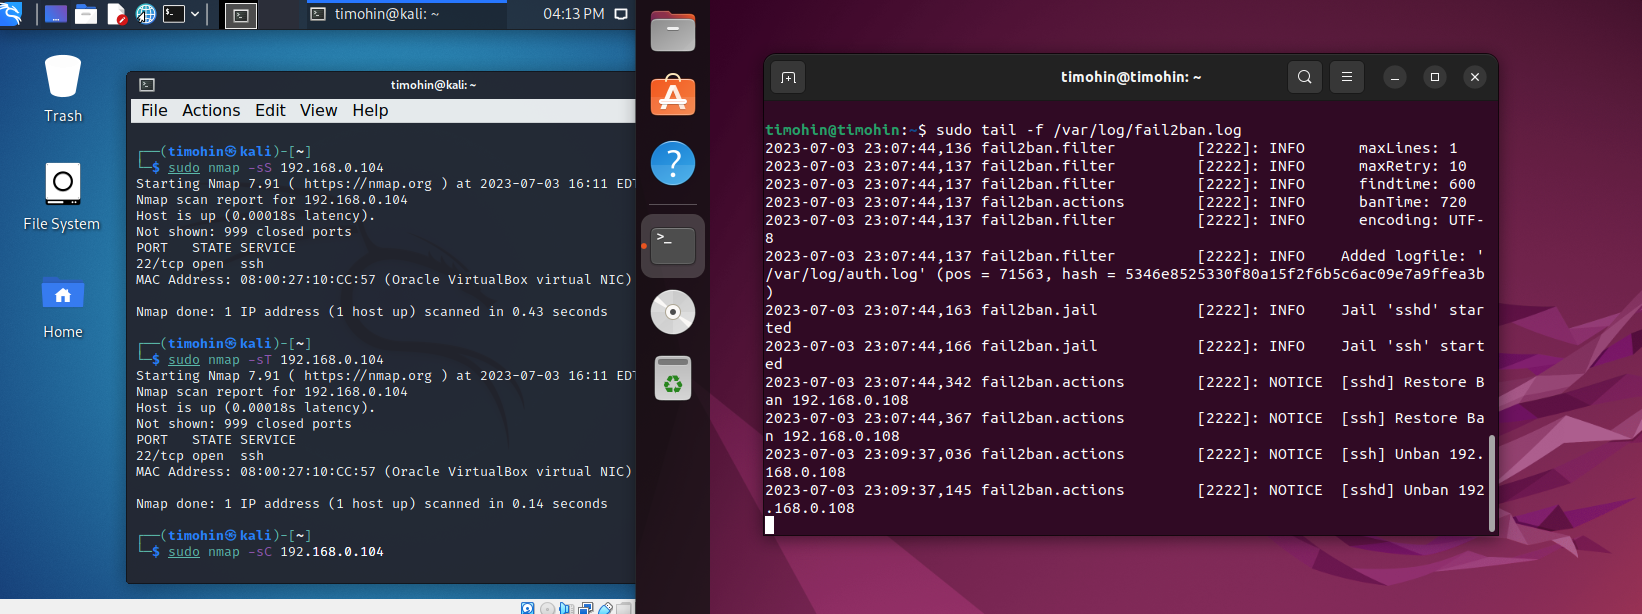 timohin@kali: ~
04:13 PM
Trash
File System
Home
timohin@kali: ~
File Actions Edit View Help
┌──(timohin㉿kali)-[~]
└─$ sudo nmap -sS 192.168.0.104
Starting Nmap 7.91 ( https://nmap.org ) at 2023-07-03 16:11 EDT
Nmap scan report for 192.168.0.104
Host is up (0.00018s latency).
Not shown: 999 closed ports
PORT   STATE SERVICE
22/tcp open  ssh
MAC Address: 08:00:27:10:CC:57 (Oracle VirtualBox virtual NIC)
Nmap done: 1 IP address (1 host up) scanned in 0.43 seconds
┌──(timohin㉿kali)-[~]
└─$ sudo nmap -sT 192.168.0.104
Starting Nmap 7.91 ( https://nmap.org ) at 2023-07-03 16:11 EDT
Nmap scan report for 192.168.0.104
Host is up (0.00018s latency).
Not shown: 999 closed ports
PORT   STATE SERVICE
22/tcp open  ssh
MAC Address: 08:00:27:10:CC:57 (Oracle VirtualBox virtual NIC)
Nmap done: 1 IP address (1 host up) scanned in 0.14 seconds
┌──(timohin㉿kali)-[~]
└─$ sudo nmap -sC 192.168.0.104
timohin@timohin: ~
timohin@timohin:~$ sudo tail -f /var/log/fail2ban.log
2023-07-03 23:07:44,136 fail2ban.filter         [2222]: INFO      maxLines: 1
2023-07-03 23:07:44,137 fail2ban.filter         [2222]: INFO      maxRetry: 10
2023-07-03 23:07:44,137 fail2ban.filter         [2222]: INFO      findtime: 600
2023-07-03 23:07:44,137 fail2ban.actions        [2222]: INFO      banTime: 720
2023-07-03 23:07:44,137 fail2ban.filter         [2222]: INFO      encoding: UTF-
8
2023-07-03 23:07:44,137 fail2ban.filter         [2222]: INFO    Added logfile: '
/var/log/auth.log' (pos = 71563, hash = 5346e8525330f80a15f2f6b5c6ac09e7a9ffea3b
)
2023-07-03 23:07:44,163 fail2ban.jail           [2222]: INFO    Jail 'sshd' star
ted
2023-07-03 23:07:44,166 fail2ban.jail           [2222]: INFO    Jail 'ssh' start
ed
2023-07-03 23:07:44,342 fail2ban.actions        [2222]: NOTICE  [sshd] Restore B
an 192.168.0.108
2023-07-03 23:07:44,367 fail2ban.actions        [2222]: NOTICE  [ssh] Restore Ba
n 192.168.0.108
2023-07-03 23:09:37,036 fail2ban.actions        [2222]: NOTICE  [ssh] Unban 192.
168.0.108
2023-07-03 23:09:37,145 fail2ban.actions        [2222]: NOTICE  [sshd] Unban 192
.168.0.108